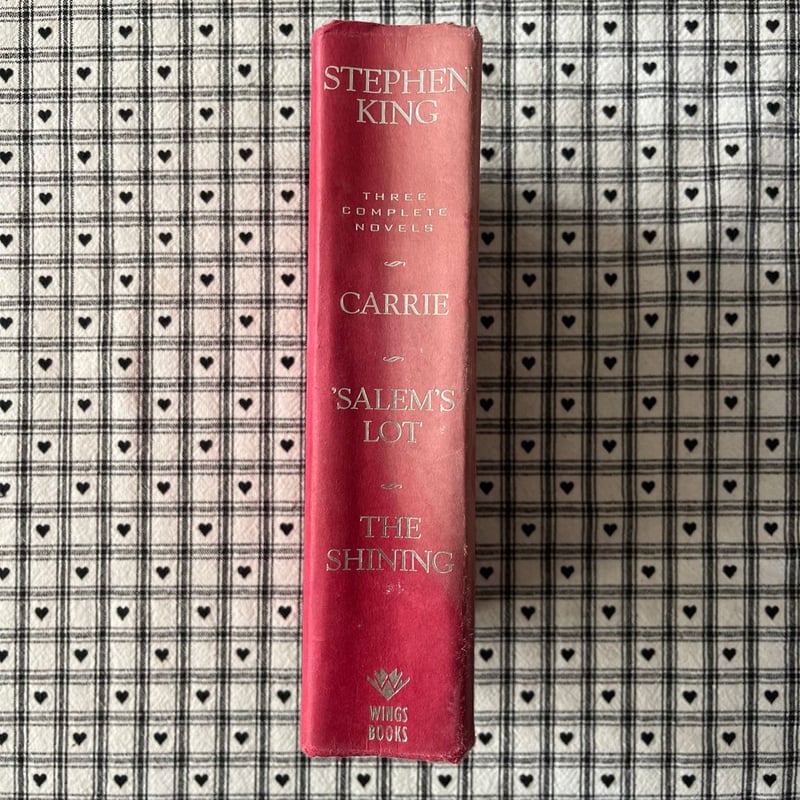 STEPHEN
KING
THREE
COMPLETE
NOVELS
CARRIE
'SALEM'S
LOT
THE
SHINING
WINGS
BOOKS